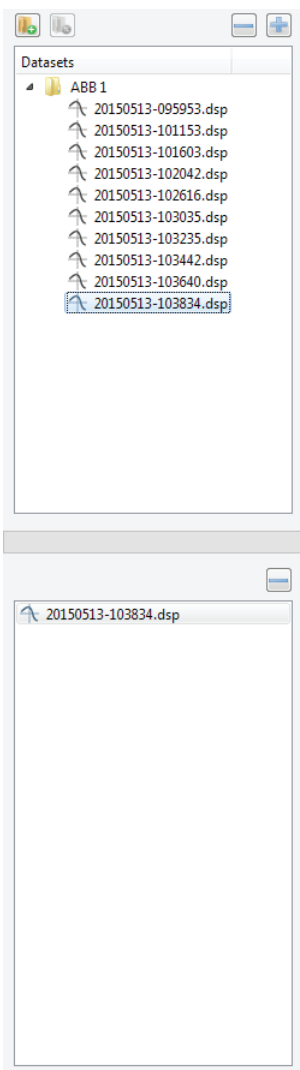 Datasets
ABB 1
20150513-095953.dsp
20150513-101153.dsp
20150513-101603.dsp
20150513-102042.dsp
20150513-102616.dsp
20150513-103035.dsp
20150513-103235.dsp
20150513-103442.dsp
20150513-103640.dsp
20150513-103834.dsp
20150513-103834.dsp